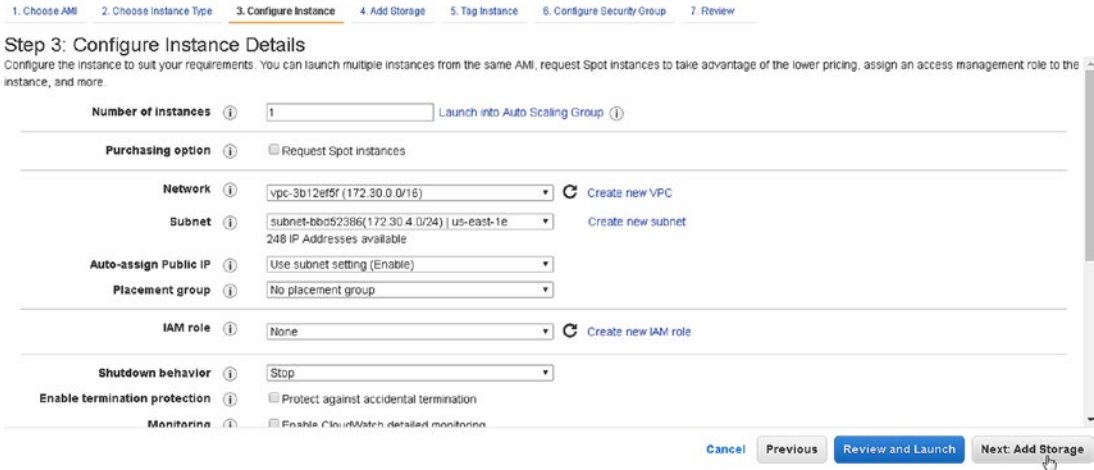 1. Choose AMI 2. Choose Instance Type 3. Configure Instance 4. Add Storage 5. Tag Instance 6. Configure Security Group 7. Review
Step 3: Configure Instance Details
Configure the instance to suit your requirements. You can launch multiple instances from the same AMI, request Spot instances to take advantage of the lower pricing, assign an access management role to the
instance, and more.
Number of instances 1 Launch into Auto Scaling Group
Purchasing option Request Spot instances
Network vpc-3b12ef5f (172.30.0.0/16) Create new VPC
Subnet subnet-bbd52386(172.30.4.0/24) | us-east-1e Create new subnet
248 IP Addresses available
Auto-assign Public IP Use subnet setting (Enable)
Placement group No placement group
IAM role None Create new IAM role
Shutdown behavior Stop
Enable termination protection Protect against accidental termination
Monitoring Enable CloudWatch detailed monitoring
Cancel Previous Review and Launch Next: Add Storage